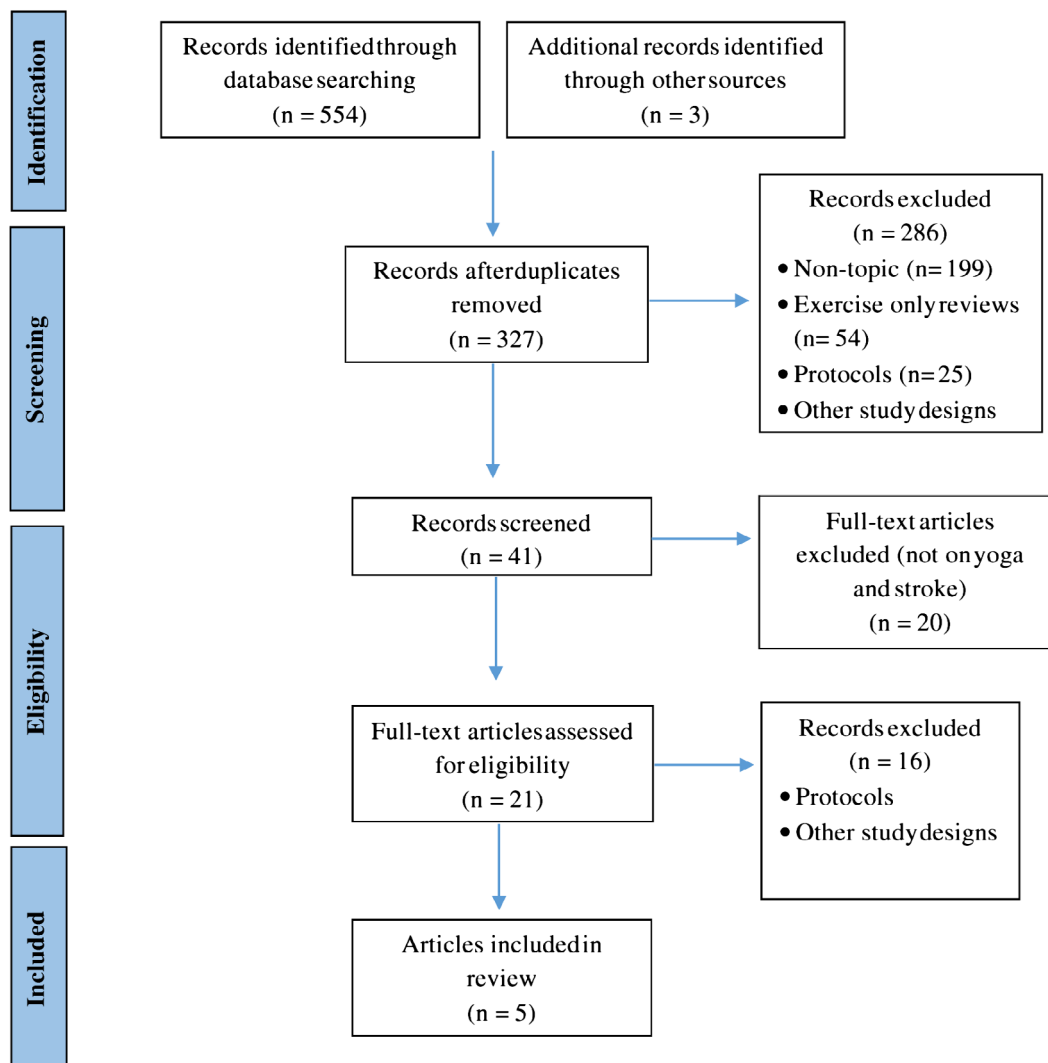 Identification
Records identified through
database searching
(n = 554)
Additional records identified
through other sources
(n = 3)
Records excluded
(n = 286)
• Non-topic (n= 199)
• Exercise only reviews
(n= 54)
• Protocols (n= 25)
• Other study designs
Screening
Records after duplicates
removed
(n = 327)
Records screened
(n = 41)
Full-text articles
excluded (not on yoga
and stroke)
(n = 20)
Eligibility
Full-text articles assessed
for eligibility
(n = 21)
Records excluded
(n = 16)
• Protocols
• Other study designs
Included
Articles included in
review
(n = 5)